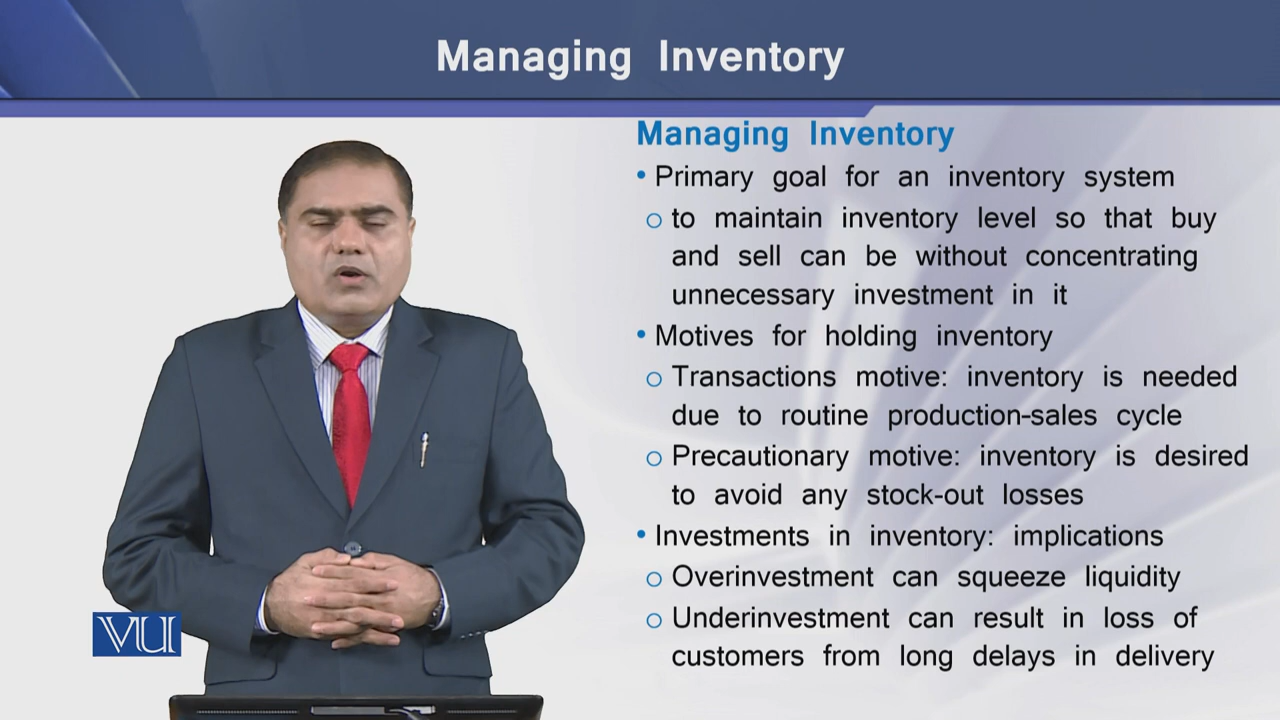 Managing Inventory
Managing Inventory
• Primary goal for an inventory system
o to maintain inventory level so that buy
and sell can be without concentrating
unnecessary investment in it
• Motives for holding inventory
o Transactions motive: inventory is needed
due to routine production-sales cycle
o Precautionary motive: inventory is desired
to avoid any stock-out losses
• Investments in inventory: implications
o Overinvestment can squeeze liquidity
o Underinvestment can result in loss of
customers from long delays in delivery
VU